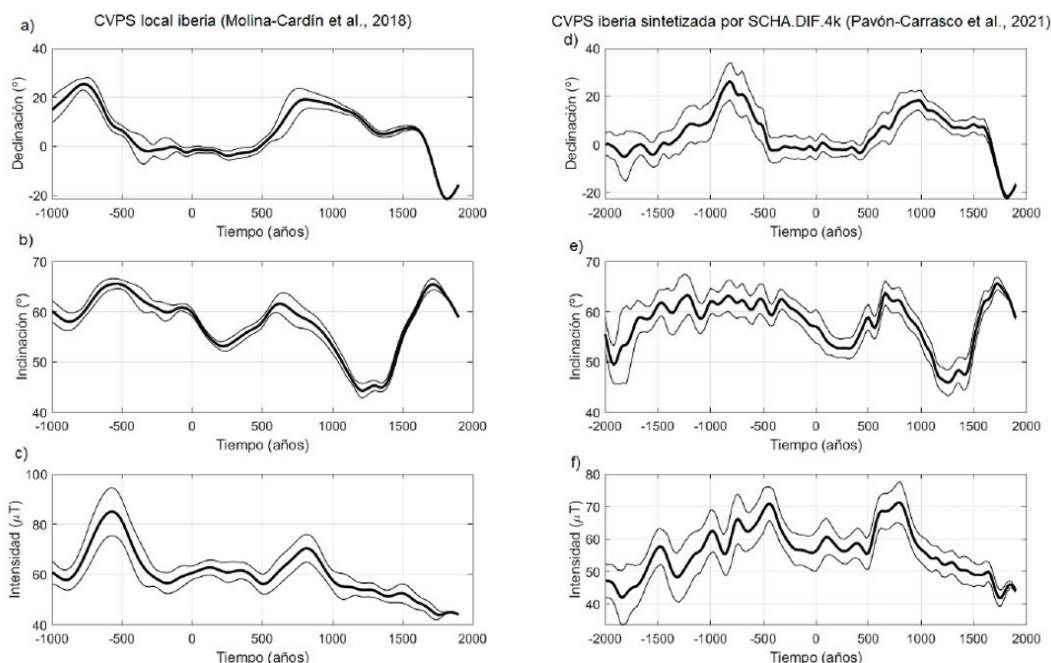 CVPS local iberia (Molina-Cardín et al., 2018)
a)
40
20
0
-20
Declinación (º)
-1000 -500 0 500 1000 1500 2000
Tiempo (años)
b)
70
60
50
40
Inclinación (º)
-1000 -500 0 500 1000 1500 2000
Tiempo (años)
c)
100
80
60
40
Intensidad (μT)
-1000 -500 0 500 1000 1500 2000
Tiempo (años)
CVPS iberia sintetizada por SCHA.DIF.4k (Pavón-Carrasco et al., 2021)
d)
40
20
0
-20
Declinación (º)
-2000 -1500 -1000 -500 0 500 1000 1500 2000
Tiempo (años)
e)
70
60
50
40
Inclinación (º)
-2000 -1500 -1000 -500 0 500 1000 1500 2000
Tiempo (años)
f)
80
70
60
50
40
Intensidad (μT)
-2000 -1500 -1000 -500 0 500 1000 1500 2000
Tiempo (años)